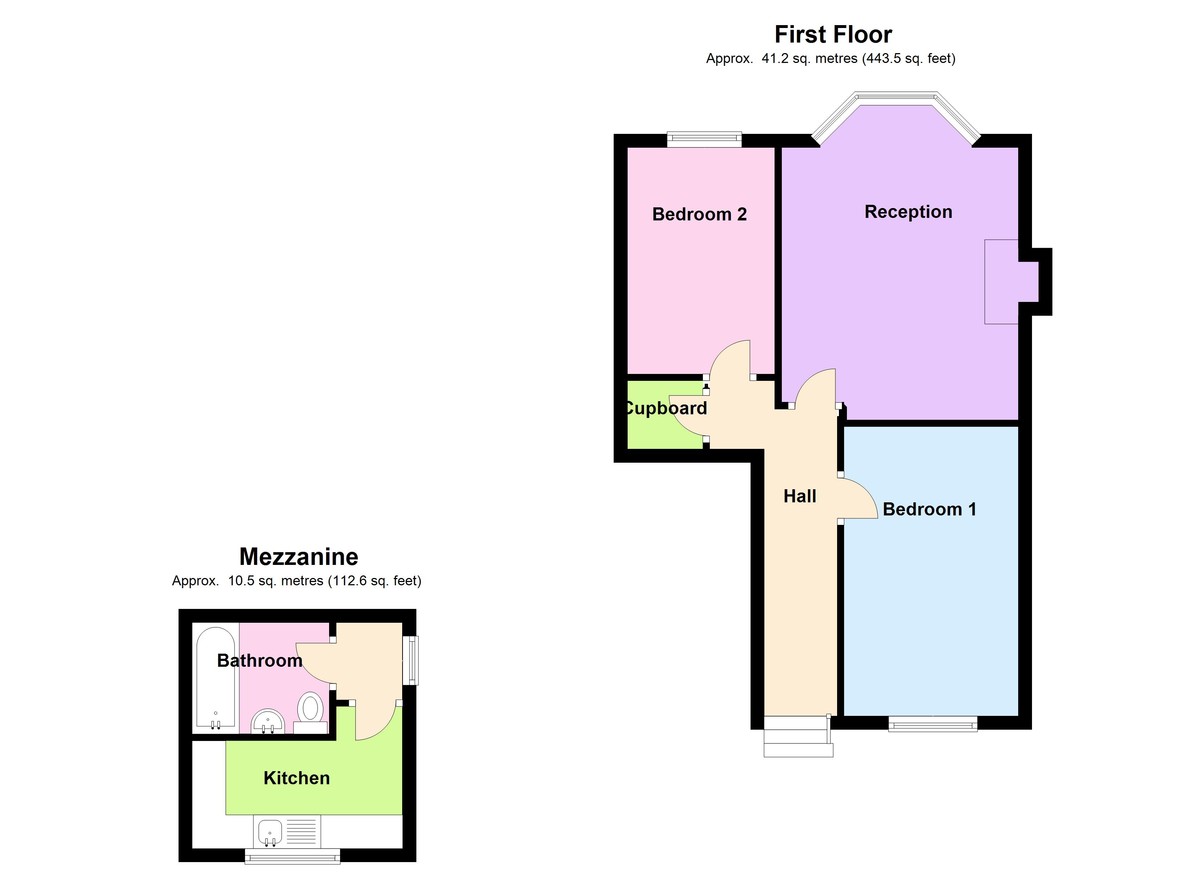 First Floor
Approx. 41.2 sq. metres (443.5 sq. feet)
Bedroom 2
Reception
Cupboard
Hall
Bedroom 1
Mezzanine
Approx. 10.5 sq. metres (112.6 sq. feet)
Bathroom
Kitchen